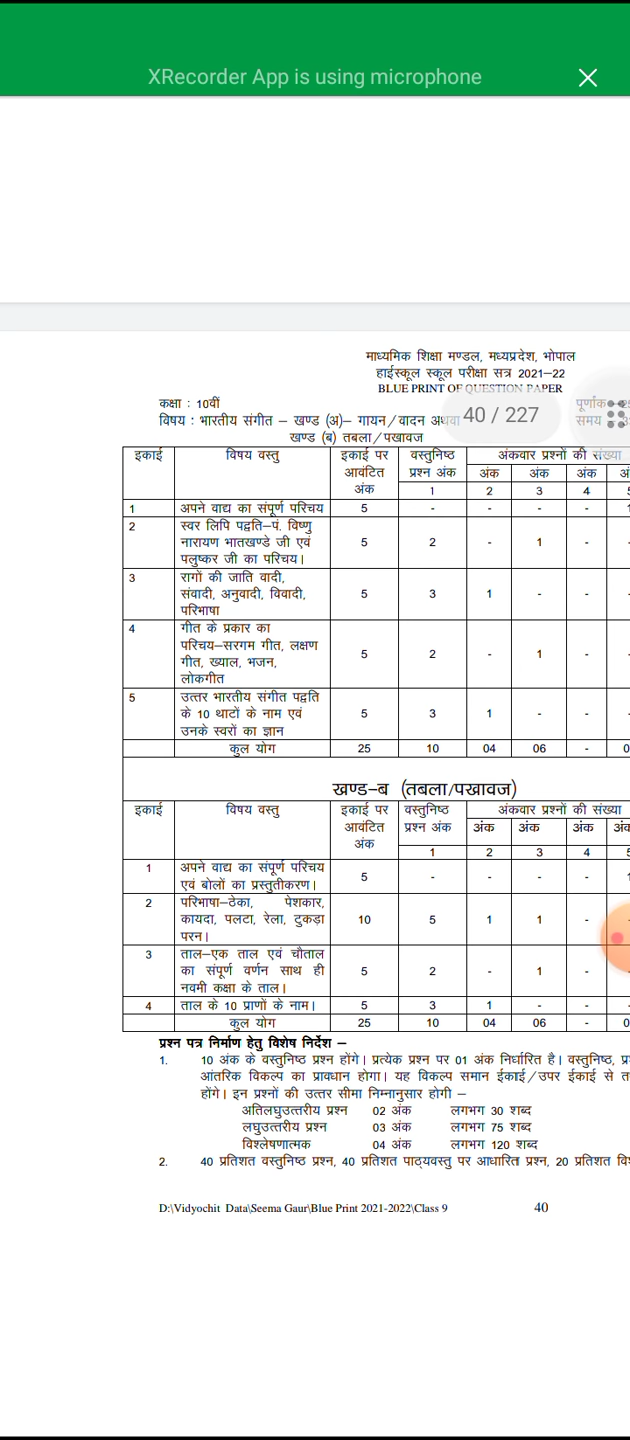 XRecorder App is using microphone
माध्यमिक शिक्षा मण्डल, मध्यप्रदेश, भोपाल
हाईस्कूल स्कूल परीक्षा सत्र 2021–22
BLUE PRINT OF QUESTION PAPER
कक्षा : 10वीं
पूर्णांक
विषय : भारतीय संगीत – खण्ड (अ)– गायन/वादन अथवा
40 / 227
समय
खण्ड (ब) तबला/पखावज
इकाई विषय वस्तु इकाई पर आवंटित अंक वस्तुनिष्ठ प्रश्न अंक अंकवार प्रश्नों की संख्या
अंक अंक अंक
1 2 3 4
1 अपने वाद्य का संपूर्ण परिचय 5 - - - -
2 स्वर लिपि पद्वति–पं. विष्णु
नारायण भातखण्डे जी एवं 5 2 - 1 -
पलुष्कर जी का परिचय।
3 रागों की जाति वादी,
संवादी, अनुवादी, विवादी, 5 3 1 - -
परिभाषा
4 गीत के प्रकार का
परिचय–सरगम गीत, लक्षण 5 2 - 1 -
गीत, ख्याल, भजन,
लोकगीत
5 उत्तर भारतीय संगीत पद्वति
के 10 थाटों के नाम एवं 5 3 1 - -
उनके स्वरों का ज्ञान
कुल योग 25 10 04 06 -
खण्ड–ब (तबला/पखावज)
इकाई विषय वस्तु इकाई पर आवंटित अंक वस्तुनिष्ठ प्रश्न अंक अंकवार प्रश्नों की संख्या
अंक अंक अंक अंक
1 2 3 4
1 अपने वाद्य का संपूर्ण परिचय 5 - - - -
एवं बोलों का प्रस्तुतीकरण।
2 परिभाषा–ठेका, पेशकार,
कायदा, पलटा, रेला, टुकड़ा 10 5 1 1 -
परन।
3 ताल–एक ताल एवं चौताल
का संपूर्ण वर्णन साथ ही 5 2 - 1 -
नवमी कक्षा के ताल।
4 ताल के 10 प्राणों के नाम। 5 3 1 - -
कुल योग 25 10 04 06 -
प्रश्न पत्र निर्माण हेतु विशेष निर्देश –
1. 10 अंक के वस्तुनिष्ठ प्रश्न होंगे। प्रत्येक प्रश्न पर 01 अंक निर्धारित है। वस्तुनिष्ठ,
आंतरिक विकल्प का प्रावधान होगा। यह विकल्प समान ईकाई/उपर ईकाई से
होंगे। इन प्रश्नों की उत्तर सीमा निम्नानुसार होगी –
अतिलघुउत्तरीय प्रश्न 02 अंक लगभग 30 शब्द
लघुउत्तरीय प्रश्न 03 अंक लगभग 75 शब्द
विश्लेषणात्मक 04 अंक लगभग 120 शब्द
2. 40 प्रतिशत वस्तुनिष्ठ प्रश्न, 40 प्रतिशत पाठ्यवस्तु पर आधारित प्रश्न, 20 प्रतिशत
D:\Vidyochit Data\Seema Gaur\Blue Print 2021-2022\Class 9 40